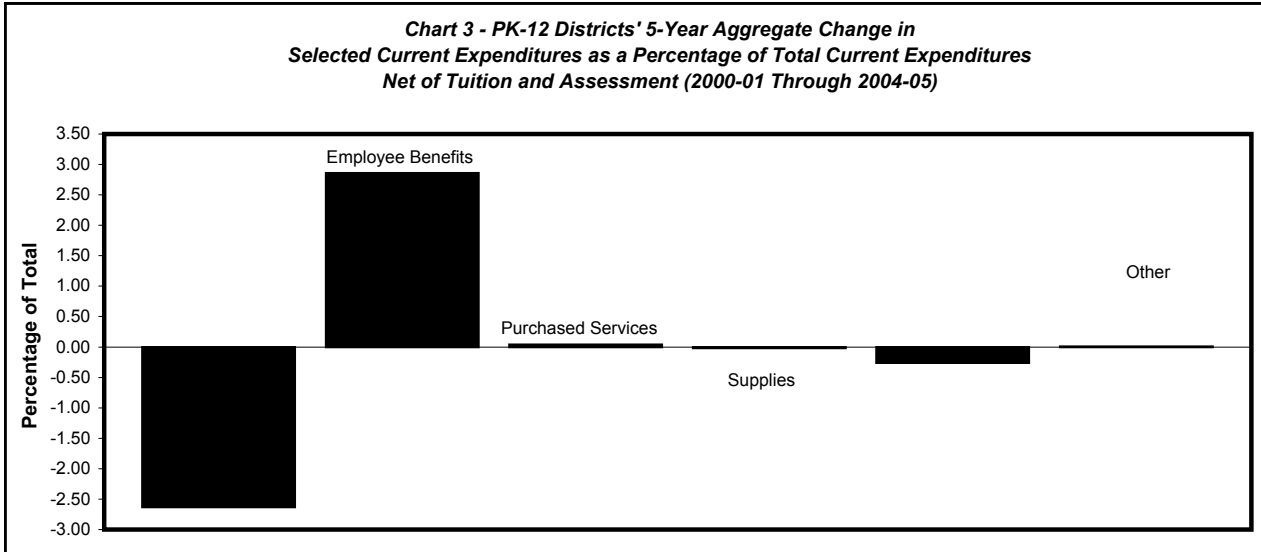 Chart 3 - PK-12 Districts' 5-Year Aggregate Change in
Selected Current Expenditures as a Percentage of Total Current Expenditures
Net of Tuition and Assessment (2000-01 Through 2004-05)
Percentage of Total
3.50
3.00
2.50
2.00
1.50
1.00
0.50
0.00
-0.50
-1.00
-1.50
-2.00
-2.50
-3.00
Employee Benefits
Purchased Services
Supplies
Other